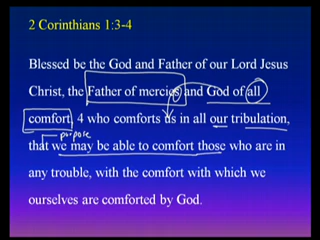 2 Corinthians 1:3-4
Blessed be the God and Father of our Lord Jesus
Christ, the Father of mercies and God of all
comfort, 4 who comforts us in all our tribulation,
purpose
that we may be able to comfort those who are in
any trouble, with the comfort with which we
ourselves are comforted by God.